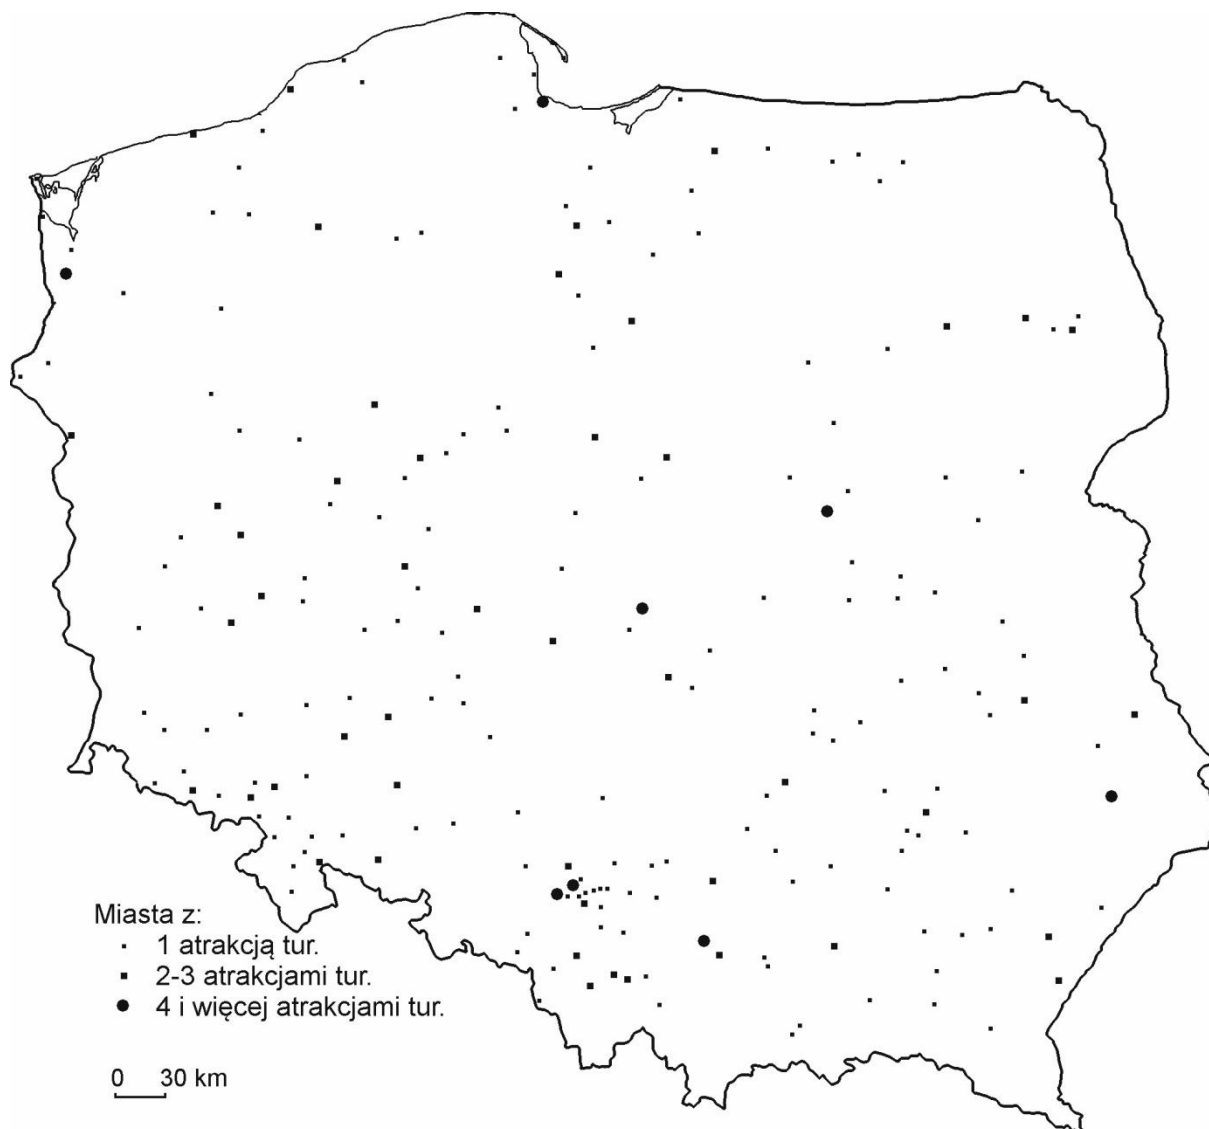 Miasta z:
1 atrakcją tur.
2-3 atrakcjami tur.
4 i więcej atrakcjami tur.
0 30 km